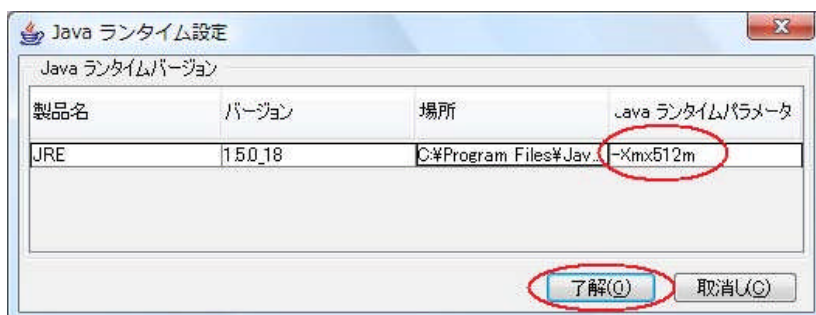 Java ランタイム設定
Java ランタイムバージョン
製品名 バージョン 場所 Java ランタイムパラメータ
JRE 1.5.0_18 C:¥Program Files¥Jav... -Xmx512m
了解(O) 取消し(C)